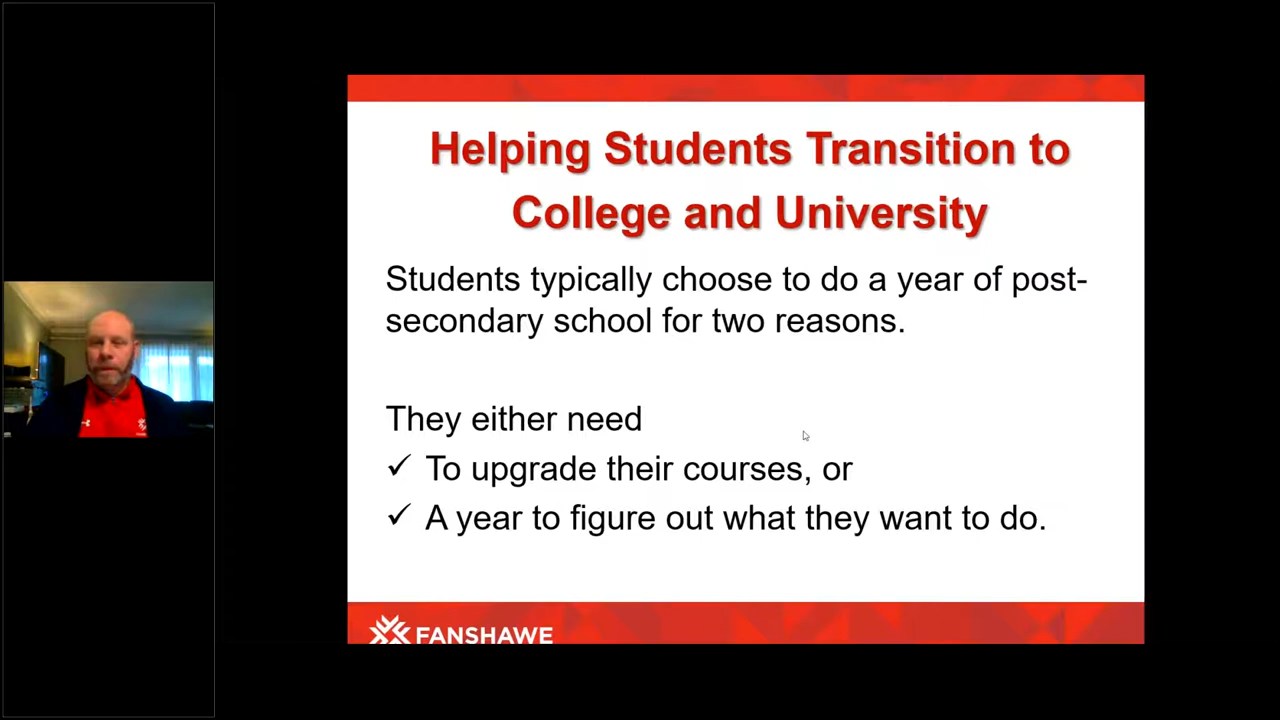 Helping Students Transition to
College and University
Students typically choose to do a year of post-
secondary school for two reasons.
They either need
✓ To upgrade their courses, or
✓ A year to figure out what they want to do.
FANSHAWE